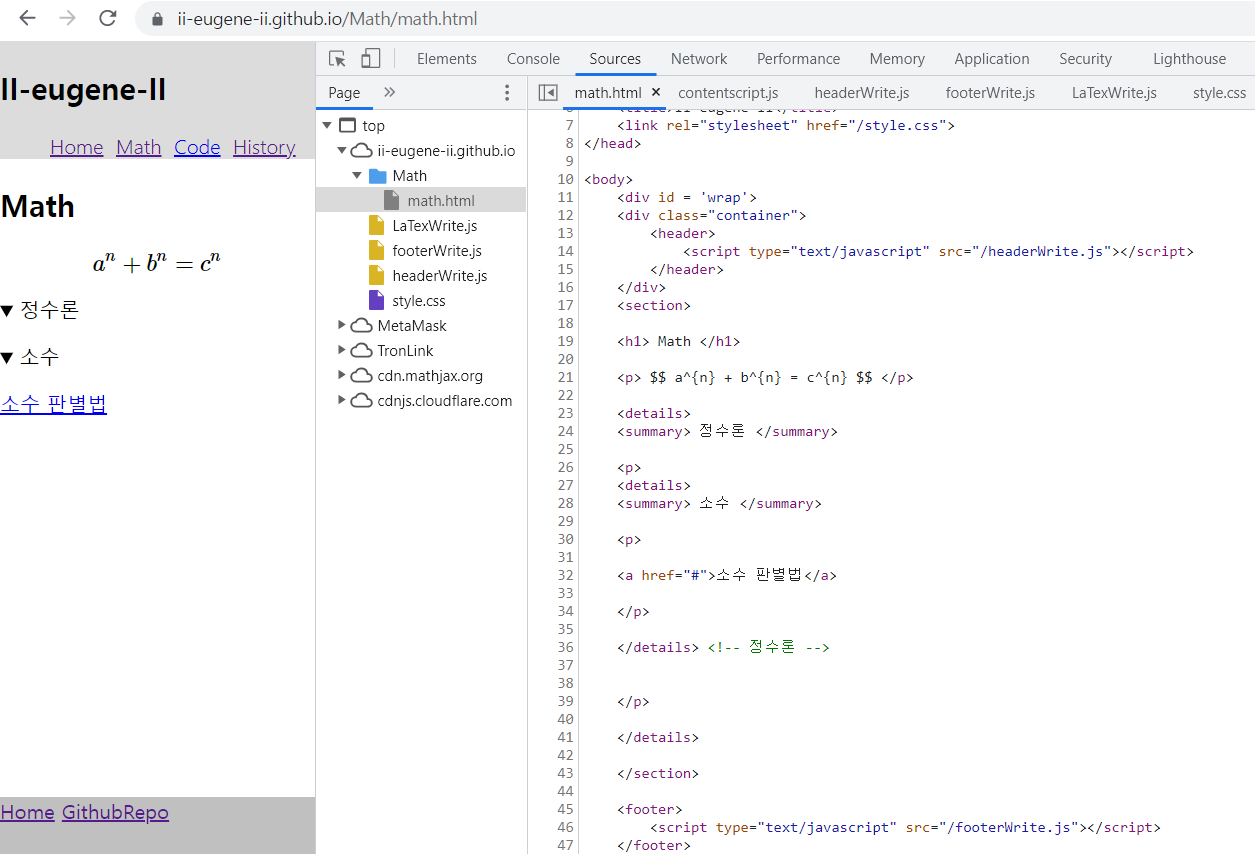 ii-eugene-ii.github.io/Math/math.html
II-eugene-II
Home Math Code History
Math
a^n + b^n = c^n
▼ 정수론
▼ 소수
소수 판별법
Home GithubRepo
Elements Console Sources Network Performance Memory Application Security Lighthouse
Page »
top
ii-eugene-ii.github.io
Math
math.html
LaTexWrite.js
footerWrite.js
headerWrite.js
style.css
MetaMask
TronLink
cdn.mathjax.org
cdnjs.cloudflare.com
math.html × contentscript.js headerWrite.js footerWrite.js LaTexWrite.js style.css
6 <title>II-eugene-II</title>
7 <link rel="stylesheet" href="/style.css">
8 </head>
9
10 <body>
11 <div id = 'wrap'>
12 <div class="container">
13 <header>
14 <script type="text/javascript" src="/headerWrite.js"></script>
15 </header>
16 </div>
17 <section>
18
19 <h1> Math </h1>
20
21 <p> $$ a^{n} + b^{n} = c^{n} $$ </p>
22
23 <details>
24 <summary> 정수론 </summary>
25
26 <p>
27 <details>
28 <summary> 소수 </summary>
29
30 <p>
31
32 <a href="#">소수 판별법</a>
33
34 </p>
35
36 </details> <!-- 정수론 -->
37
38
39 </p>
40
41 </details>
42
43 </section>
44
45 <footer>
46 <script type="text/javascript" src="/footerWrite.js"></script>
47 </footer>